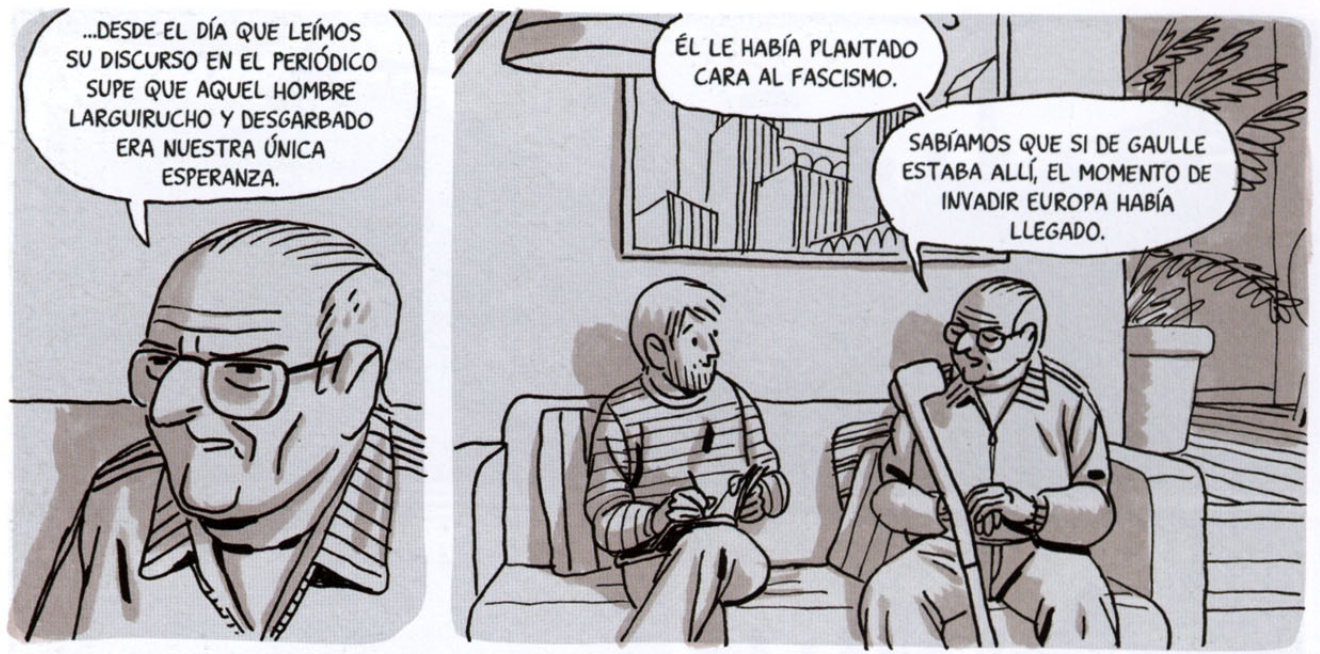 ...DESDE EL DÍA QUE LEÍMOS
SU DISCURSO EN EL PERIÓDICO
SUPE QUE AQUEL HOMBRE
LARGUIRUCHO Y DESGARBADO
ERA NUESTRA ÚNICA
ESPERANZA.
ÉL LE HABÍA PLANTADO
CARA AL FASCISMO.
SABÍAMOS QUE SI DE GAULLE
ESTABA ALLÍ, EL MOMENTO DE
INVADIR EUROPA HABÍA
LLEGADO.